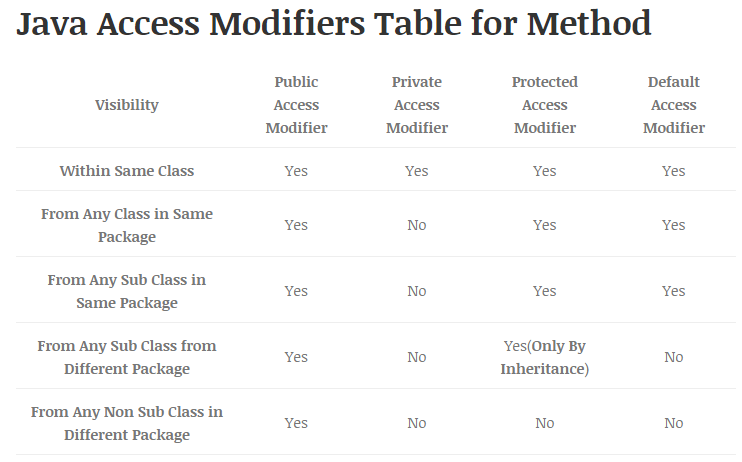 Java Access Modifiers Table for Method
Visibility
Public
Access
Modifier
Private
Access
Modifier
Protected
Access
Modifier
Default
Access
Modifier
Within Same Class
Yes
Yes
Yes
Yes
From Any Class in Same
Package
Yes
No
Yes
Yes
From Any Sub Class in
Same Package
Yes
No
Yes
Yes
From Any Sub Class from
Different Package
Yes
No
Yes(Only By
Inheritance)
No
From Any Non Sub Class in
Different Package
Yes
No
No
No